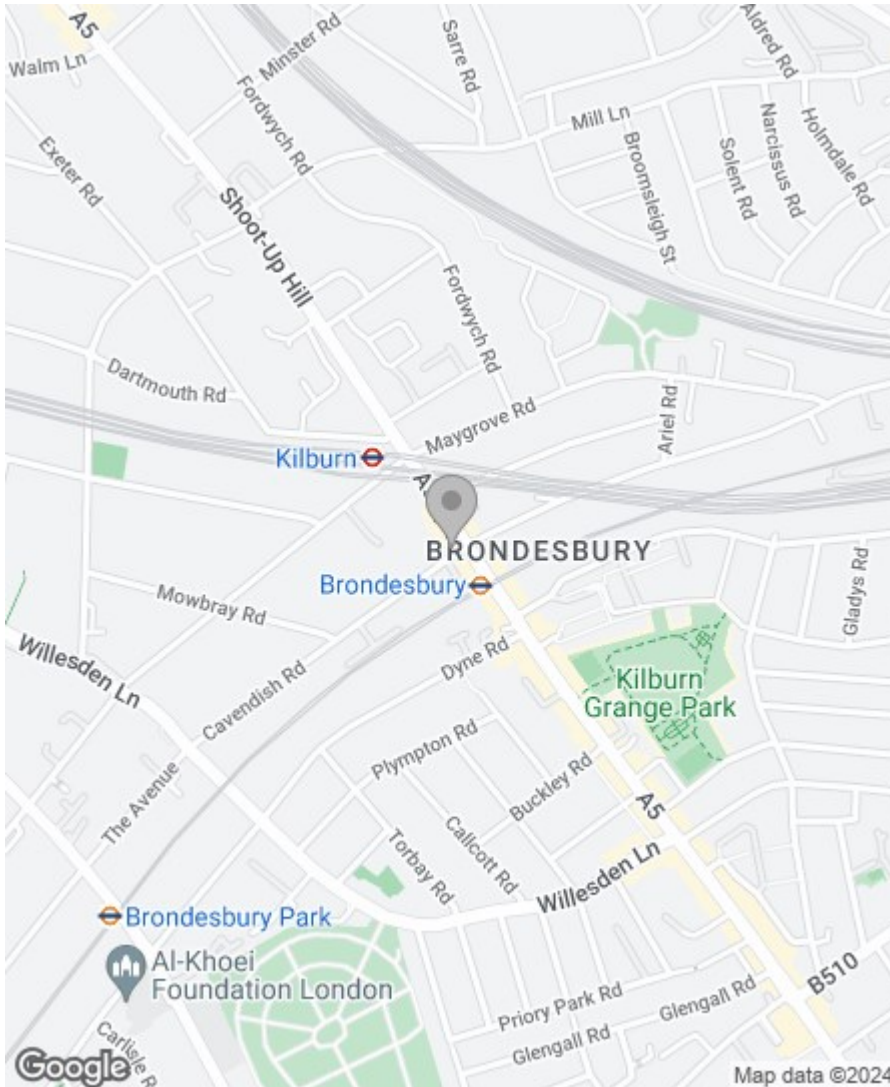 A5
Walm Ln
Minster Rd
Sarre Rd
Aldred Rd
Fordwych Rd
Mill Ln
Narcissus Rd
Holmdale Rd
Solent Rd
Broomsleigh St
Exeter Rd
Shoot-Up Hill
Fordwych Rd
Dartmouth Rd
Maygrove Rd
Ariel Rd
Kilburn
BRONDESBURY
Brondesbury
Gladys Rd
Mowbray Rd
Willesden Ln
Cavendish Rd
Dyne Rd
Kilburn
Grange Park
Plympton Rd
The Avenue
Buckley Rd
A5
Callcott Rd
Torbay Rd
Willesden Ln
Brondesbury Park
Al-Khoei
Foundation London
B510
Priory Park Rd
Glengall Rd
Glengall Rd
Carlisle R
Google
Map data ©2024